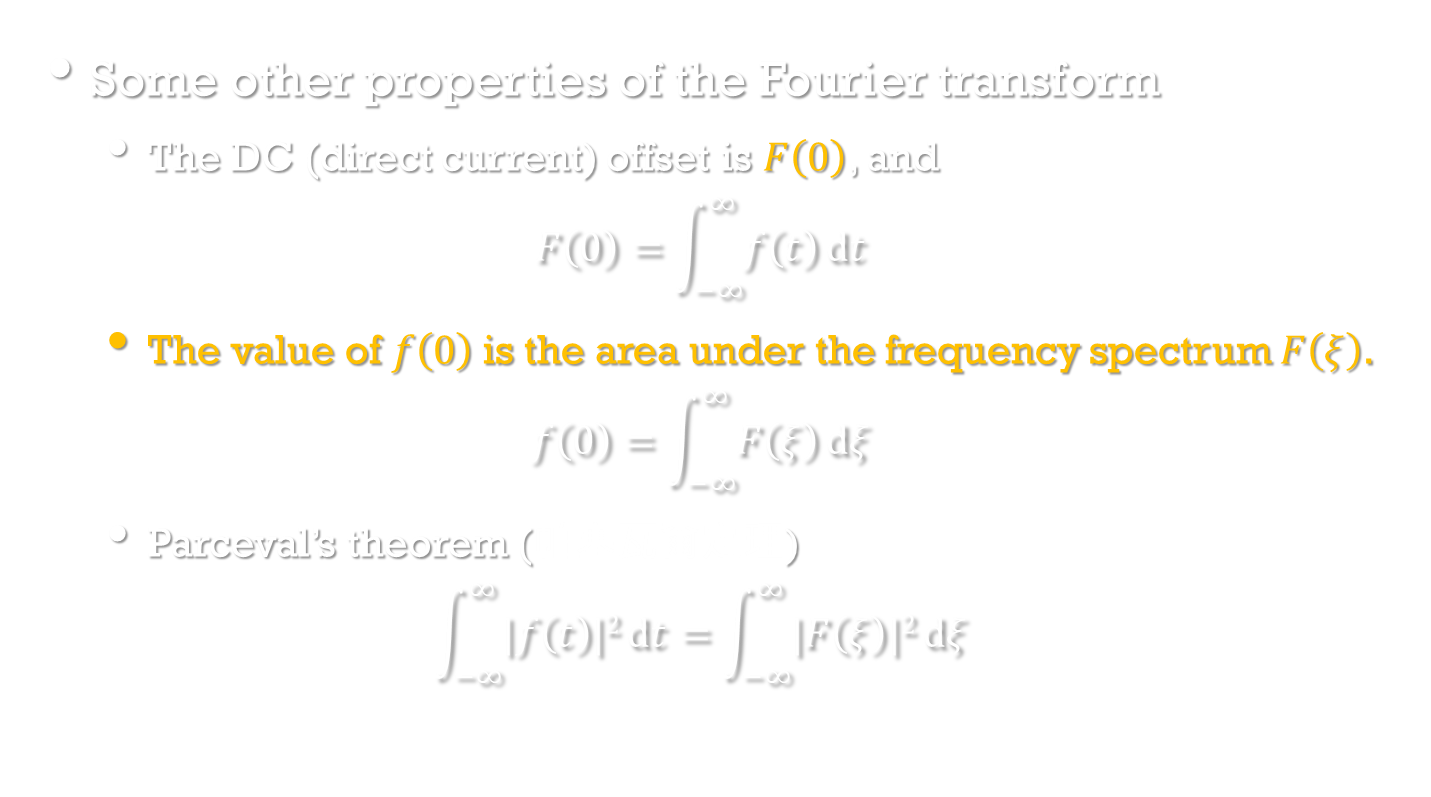 • Some other properties of the Fourier transform
• The DC (direct current) offset is F(0), and
F(0) = ∫_{−∞}^{∞} f(t) dt
• The value of f(0) is the area under the frequency spectrum F(ξ).
f(0) = ∫_{−∞}^{∞} F(ξ) dξ
• Parceval’s theorem ( )
∫_{−∞}^{∞} |f(t)|² dt = ∫_{−∞}^{∞} |F(ξ)|² dξ